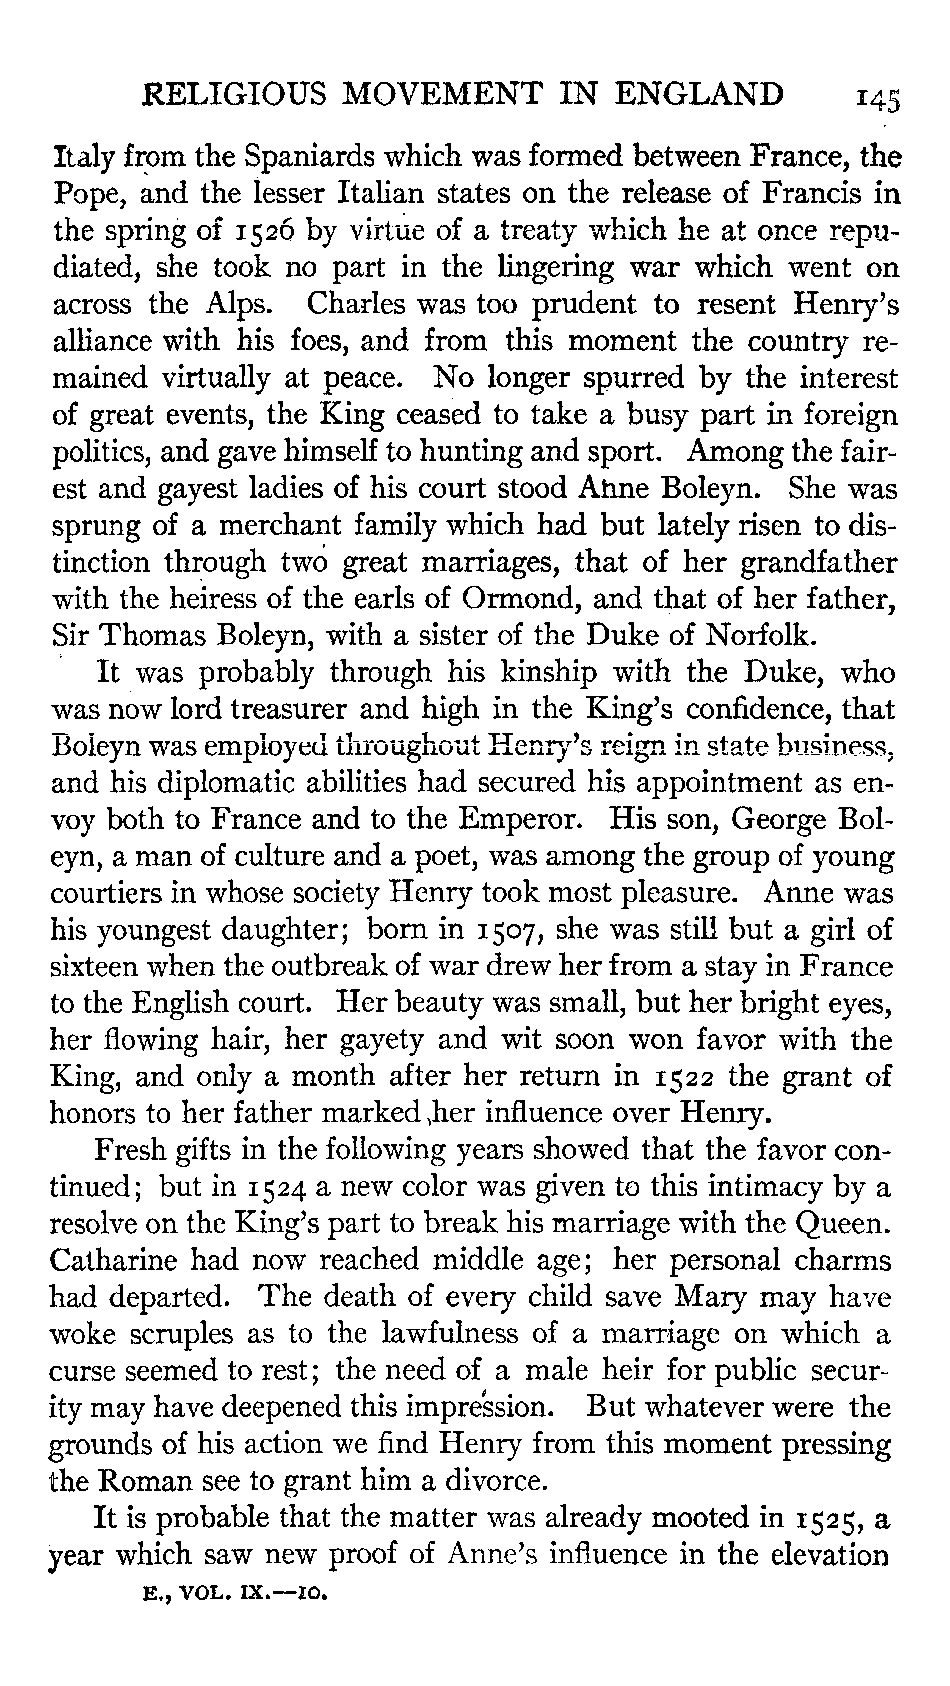 RELIGIOUS MOVEMENT IN ENGLAND 145
Italy from the Spaniards which was formed between France, the
Pope, and the lesser Italian states on the release of Francis in
the spring of 1526 by virtue of a treaty which he at once repu-
diated, she took no part in the lingering war which went on
across the Alps. Charles was too prudent to resent Henry's
alliance with his foes, and from this moment the country re-
mained virtually at peace. No longer spurred by the interest
of great events, the King ceased to take a busy part in foreign
politics, and gave himself to hunting and sport. Among the fair-
est and gayest ladies of his court stood Anne Boleyn. She was
sprung of a merchant family which had but lately risen to dis-
tinction through two great marriages, that of her grandfather
with the heiress of the earls of Ormond, and that of her father,
Sir Thomas Boleyn, with a sister of the Duke of Norfolk.
It was probably through his kinship with the Duke, who
was now lord treasurer and high in the King's confidence, that
Boleyn was employed throughout Henry's reign in state business,
and his diplomatic abilities had secured his appointment as en-
voy both to France and to the Emperor. His son, George Bol-
eyn, a man of culture and a poet, was among the group of young
courtiers in whose society Henry took most pleasure. Anne was
his youngest daughter; born in 1507, she was still but a girl of
sixteen when the outbreak of war drew her from a stay in France
to the English court. Her beauty was small, but her bright eyes,
her flowing hair, her gayety and wit soon won favor with the
King, and only a month after her return in 1522 the grant of
honors to her father marked her influence over Henry.
Fresh gifts in the following years showed that the favor con-
tinued; but in 1524 a new color was given to this intimacy by a
resolve on the King's part to break his marriage with the Queen.
Catharine had now reached middle age; her personal charms
had departed. The death of every child save Mary may have
woke scruples as to the lawfulness of a marriage on which a
curse seemed to rest; the need of a male heir for public secur-
ity may have deepened this impression. But whatever were the
grounds of his action we find Henry from this moment pressing
the Roman see to grant him a divorce.
It is probable that the matter was already mooted in 1525, a
year which saw new proof of Anne's influence in the elevation
E., VOL. IX.—10.